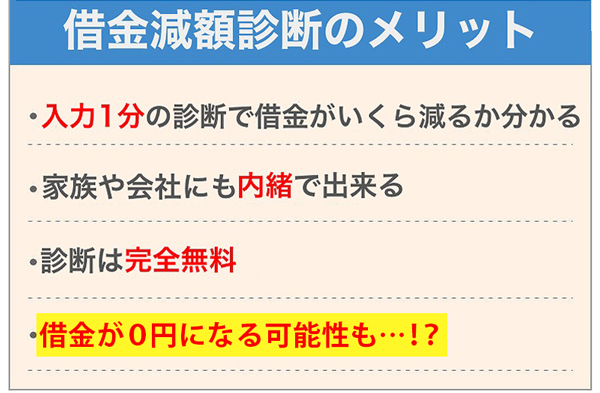 借金減額診断のメリット
・入力1分の診断で借金がいくら減るか分かる
・家族や会社にも内緒で出来る
・診断は完全無料
・借金が０円になる可能性も…!？